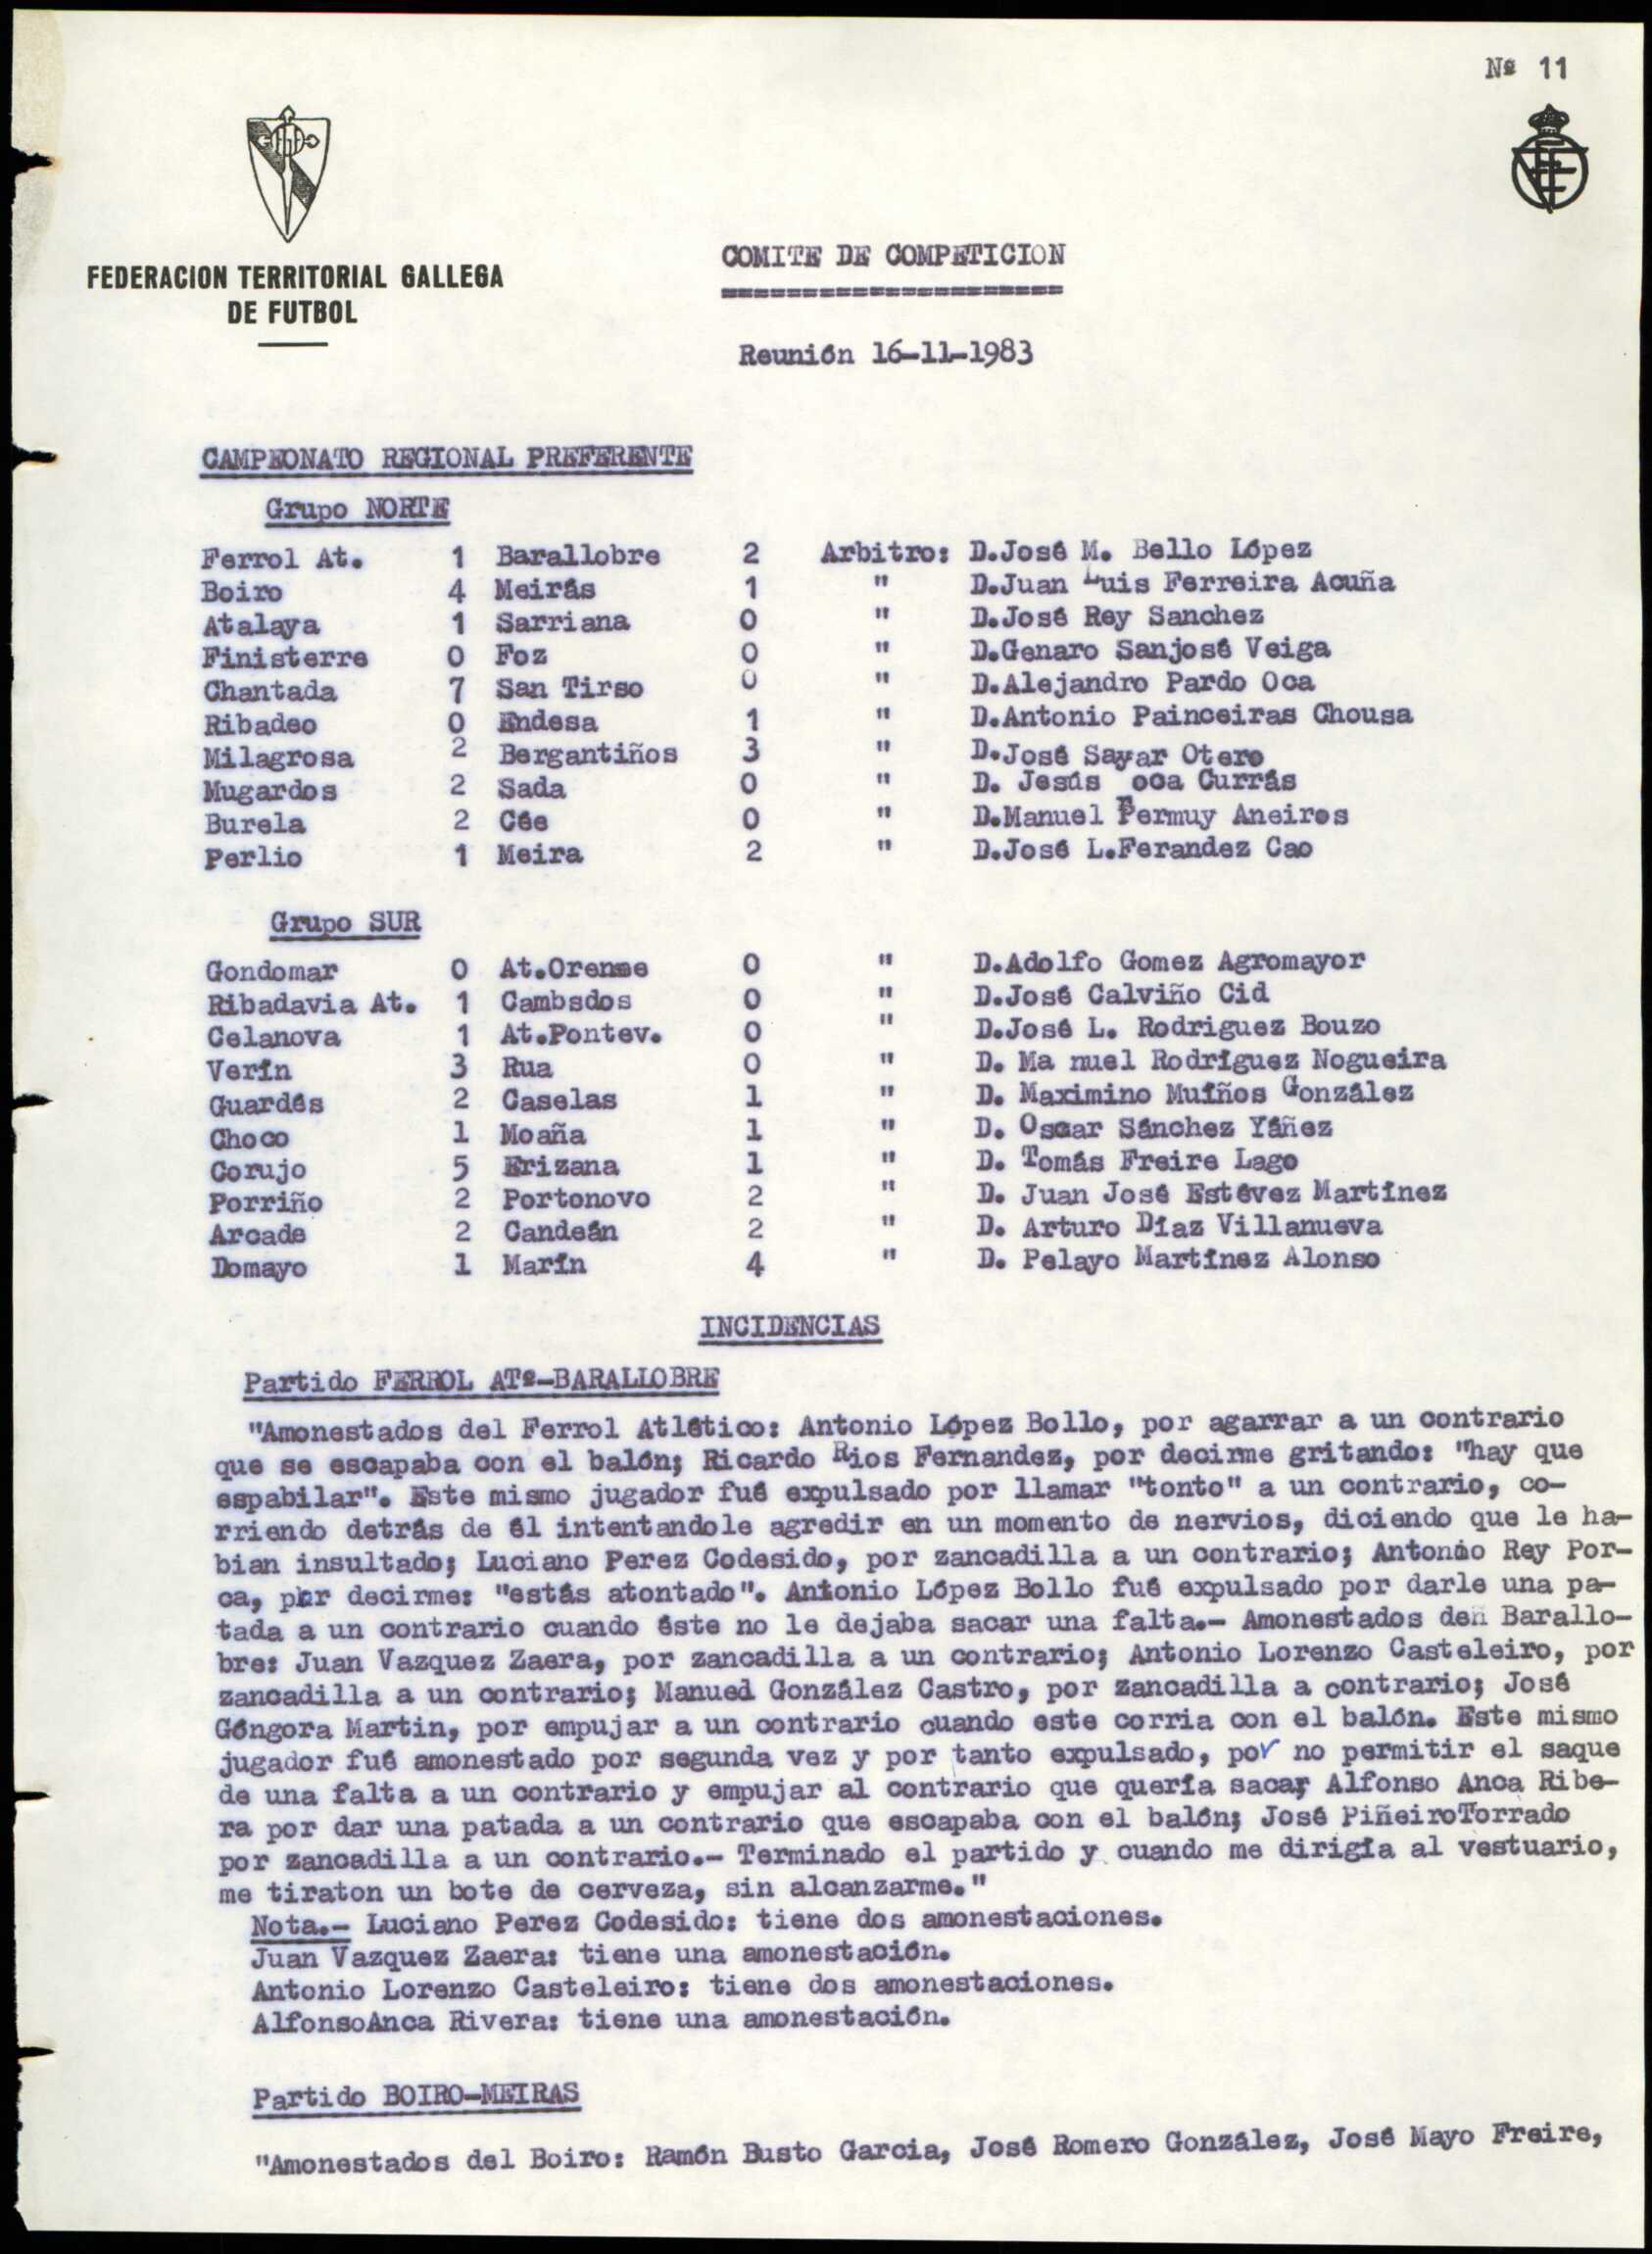 Nº 11
FEDERACION TERRITORIAL GALLEGA
DE FUTBOL
COMITE DE COMPETICION
=====================
Reunión 16-11-1983
CAMPEONATO REGIONAL PREFERENTE
Grupo NORTE
Ferrol At. 1 Barallobre 2 Arbitro: D.José M. Bello López
Boiro 4 Meirás 1 " D.Juan Luis Ferreira Acuña
Atalaya 1 Sarriana 0 " D.José Rey Sanchez
Finisterre 0 Foz 0 " D.Genaro Sanjosé Veiga
Chantada 7 San Tirso 0 " D.Alejandro Pardo Oca
Ribadeo 0 Endesa 1 " D.Antonio Painceiras Chousa
Milagrosa 2 Bergantiños 3 " D.José Sayar Otero
Mugardos 2 Sada 0 " D. Jesús oca Currás
Burela 2 Cée 0 " D.Manuel Permuy Aneiros
Perlio 1 Meira 2 " D.José L.Ferandez Cao
Grupo SUR
Gondomar 0 At.Orense 0 " D.Adolfo Gomez Agromayor
Ribadavia At. 1 Cambsdos 0 " D.José Calviño Cid
Celanova 1 At.Pontev. 0 " D.José L. Rodriguez Bouzo
Verín 3 Rua 0 " D. Ma nuel Rodríguez Nogueira
Guardés 2 Caselas 1 " D. Maximino Muíños González
Choco 1 Moaña 1 " D. Oscar Sánchez Yáñez
Corujo 5 Erizana 1 " D. Tomás Freire Lago
Porriño 2 Portonovo 2 " D. Juan José Estévez Martínez
Arcade 2 Candeán 2 " D. Arturo Díaz Villanueva
Domayo 1 Marín 4 " D. Pelayo Martínez Alonso
INCIDENCIAS
Partido FERROL ATº-BARALLOBRE
"Amonestados del Ferrol Atlético: Antonio López Bollo, por agarrar a un contrario
que se escapaba con el balón; Ricardo Rios Fernandez, por decirme gritando: "hay que
espabilar". Este mismo jugador fué expulsado por llamar "tonto" a un contrario, co-
rriendo detrás de él intentandole agredir en un momento de nervios, diciendo que le ha-
bian insultado; Luciano Perez Codesido, por zancadilla a un contrario; Antonio Rey Por-
ca, por decirme: "estás atontado". Antonio López Bollo fué expulsado por darle una pa-
tada a un contrario cuando éste no le dejaba sacar una falta.- Amonestados del Barallo-
bre: Juan Vazquez Zaera, por zancadilla a un contrario; Antonio Lorenzo Casteleiro, por
zancadilla a un contrario; Manued González Castro, por zancadilla a contrario; José
Góngora Martin, por empujar a un contrario cuando este corria con el balón. Este mismo
jugador fué amonestado por segunda vez y por tanto expulsado, por no permitir el saque
de una falta a un contrario y empujar al contrario que quería sacar; Alfonso Anca Ribe-
ra por dar una patada a un contrario que escapaba con el balón; José PiñeiroTorrado
por zancadilla a un contrario.- Terminado el partido y cuando me dirigía al vestuario,
me tiraton un bote de cerveza, sin alcanzarme."
Nota.- Luciano Perez Codesido: tiene dos amonestaciones.
Juan Vazquez Zaera: tiene una amonestación.
Antonio Lorenzo Casteleiro: tiene dos amonestaciones.
AlfonsoAnca Rivera: tiene una amonestación.
Partido BOIRO-MEIRAS
"Amonestados del Boiro: Ramón Busto Garcia, José Romero González, José Mayo Freire,